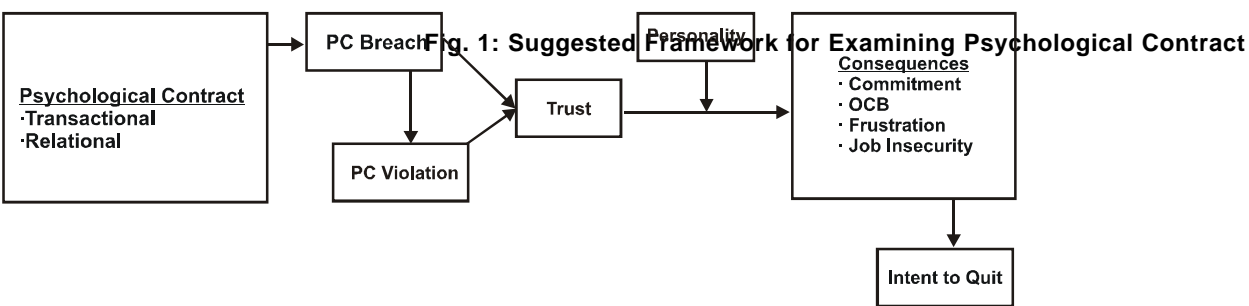 Fig. 1: Suggested Framework for Examining Psychological Contract
Psychological Contract
·Transactional
·Relational
PC Breach
PC Violation
Trust
Personality
Consequences
· Commitment
· OCB
· Frustration
· Job Insecurity
Intent to Quit